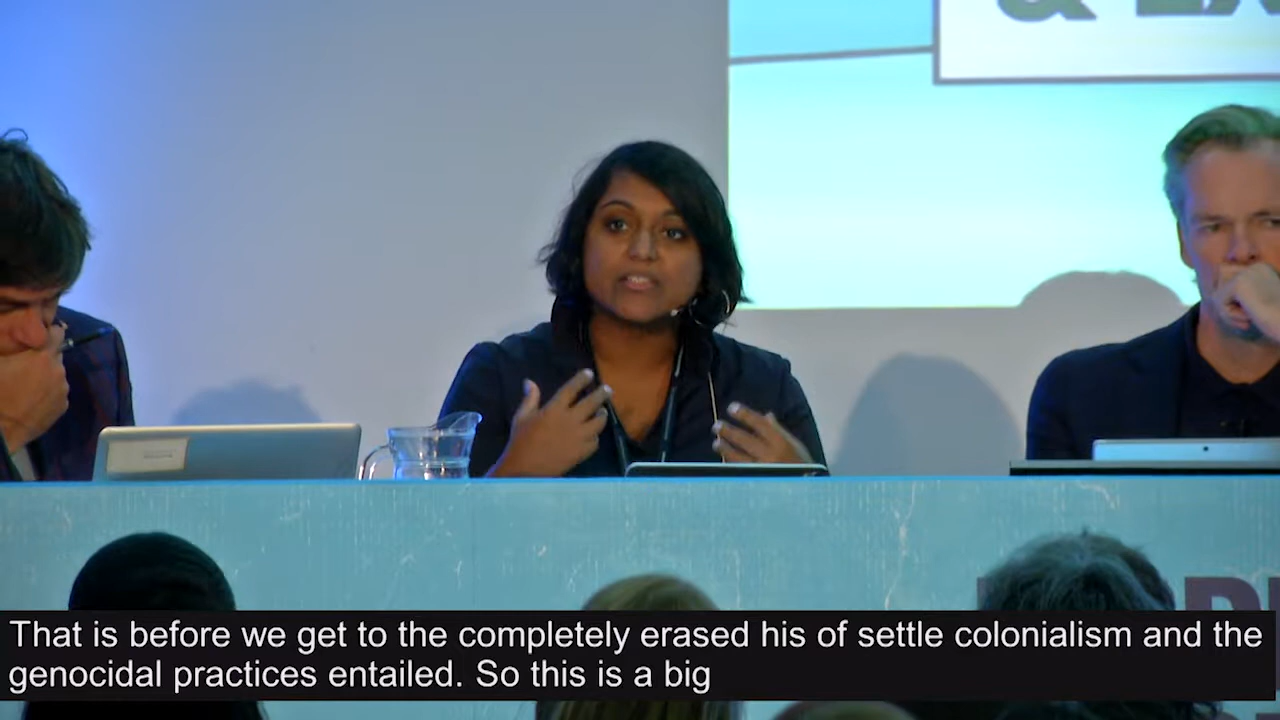 That is before we get to the completely erased his of settle colonialism and the
genocidal practices entailed. So this is a big